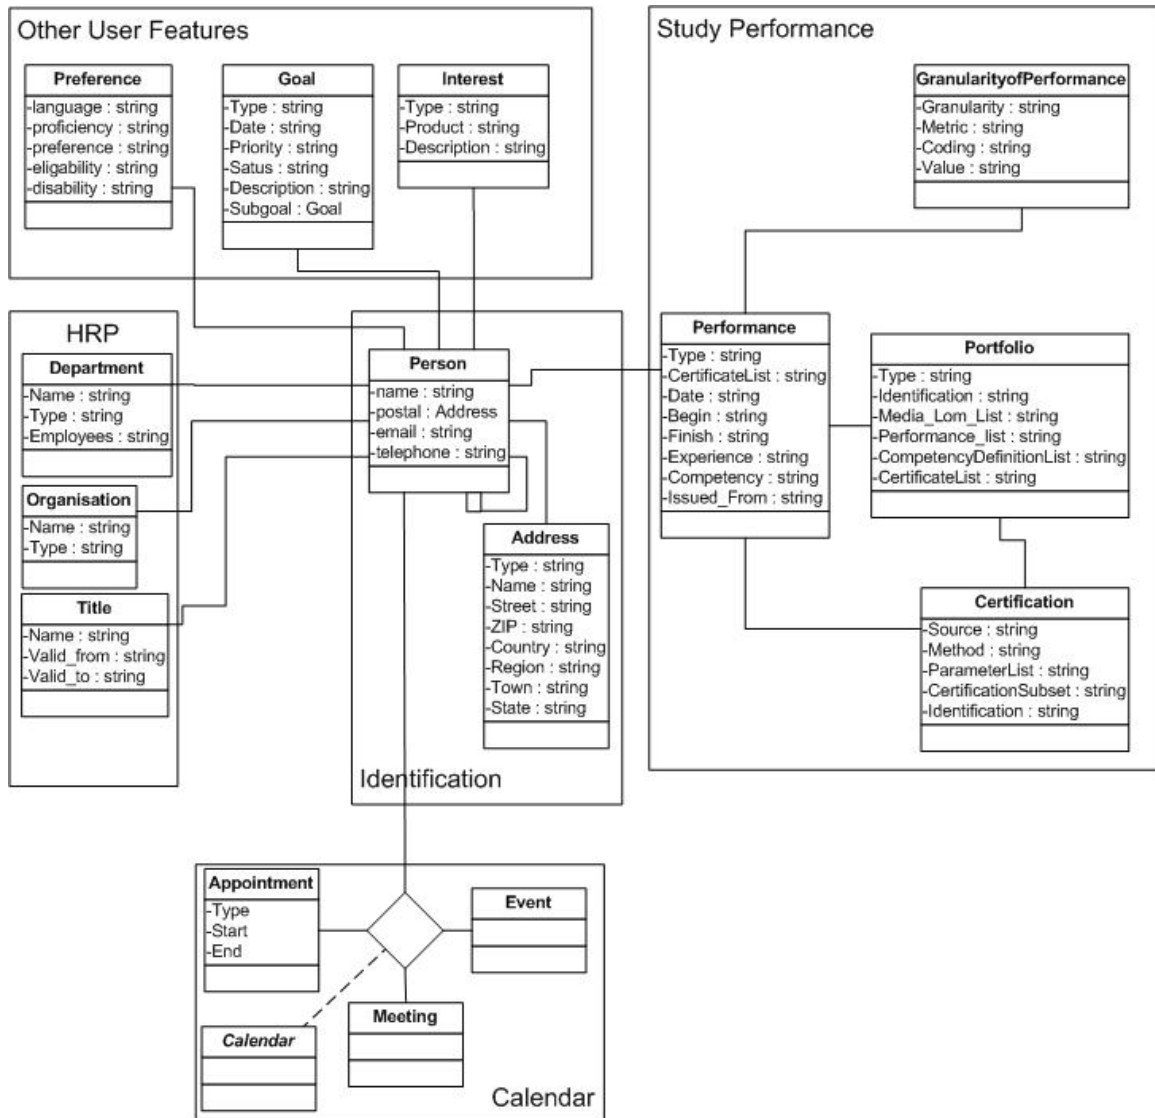 Other User Features
Preference
-language : string
-proficiency : string
-preference : string
-eligability : string
-disability : string
Goal
-Type : string
-Date : string
-Priority : string
-Satus : string
-Description : string
-Subgoal : Goal
Interest
-Type : string
-Product : string
-Description : string
Study Performance
GranularityofPerformance
-Granularity : string
-Metric : string
-Coding : string
-Value : string
Performance
-Type : string
-CertificateList : string
-Date : string
-Begin : string
-Finish : string
-Experience : string
-Competency : string
-Issued_From : string
Portfolio
-Type : string
-Identification : string
-Media_Lom_List : string
-Performance_list : string
-CompetencyDefinitionList : string
-CertificateList : string
Certification
-Source : string
-Method : string
-ParameterList : string
-CertificationSubset : string
-Identification : string
HRP
Department
-Name : string
-Type : string
-Employees : string
Organisation
-Name : string
-Type : string
Title
-Name : string
-Valid_from : string
-Valid_to : string
Person
-name : string
-postal : Address
-email : string
-telephone : string
Address
-Type : string
-Name : string
-Street : string
-ZIP : string
-Country : string
-Region : string
-Town : string
-State : string
Identification
Appointment
-Type
-Start
-End
Event
Meeting
Calendar
Calendar